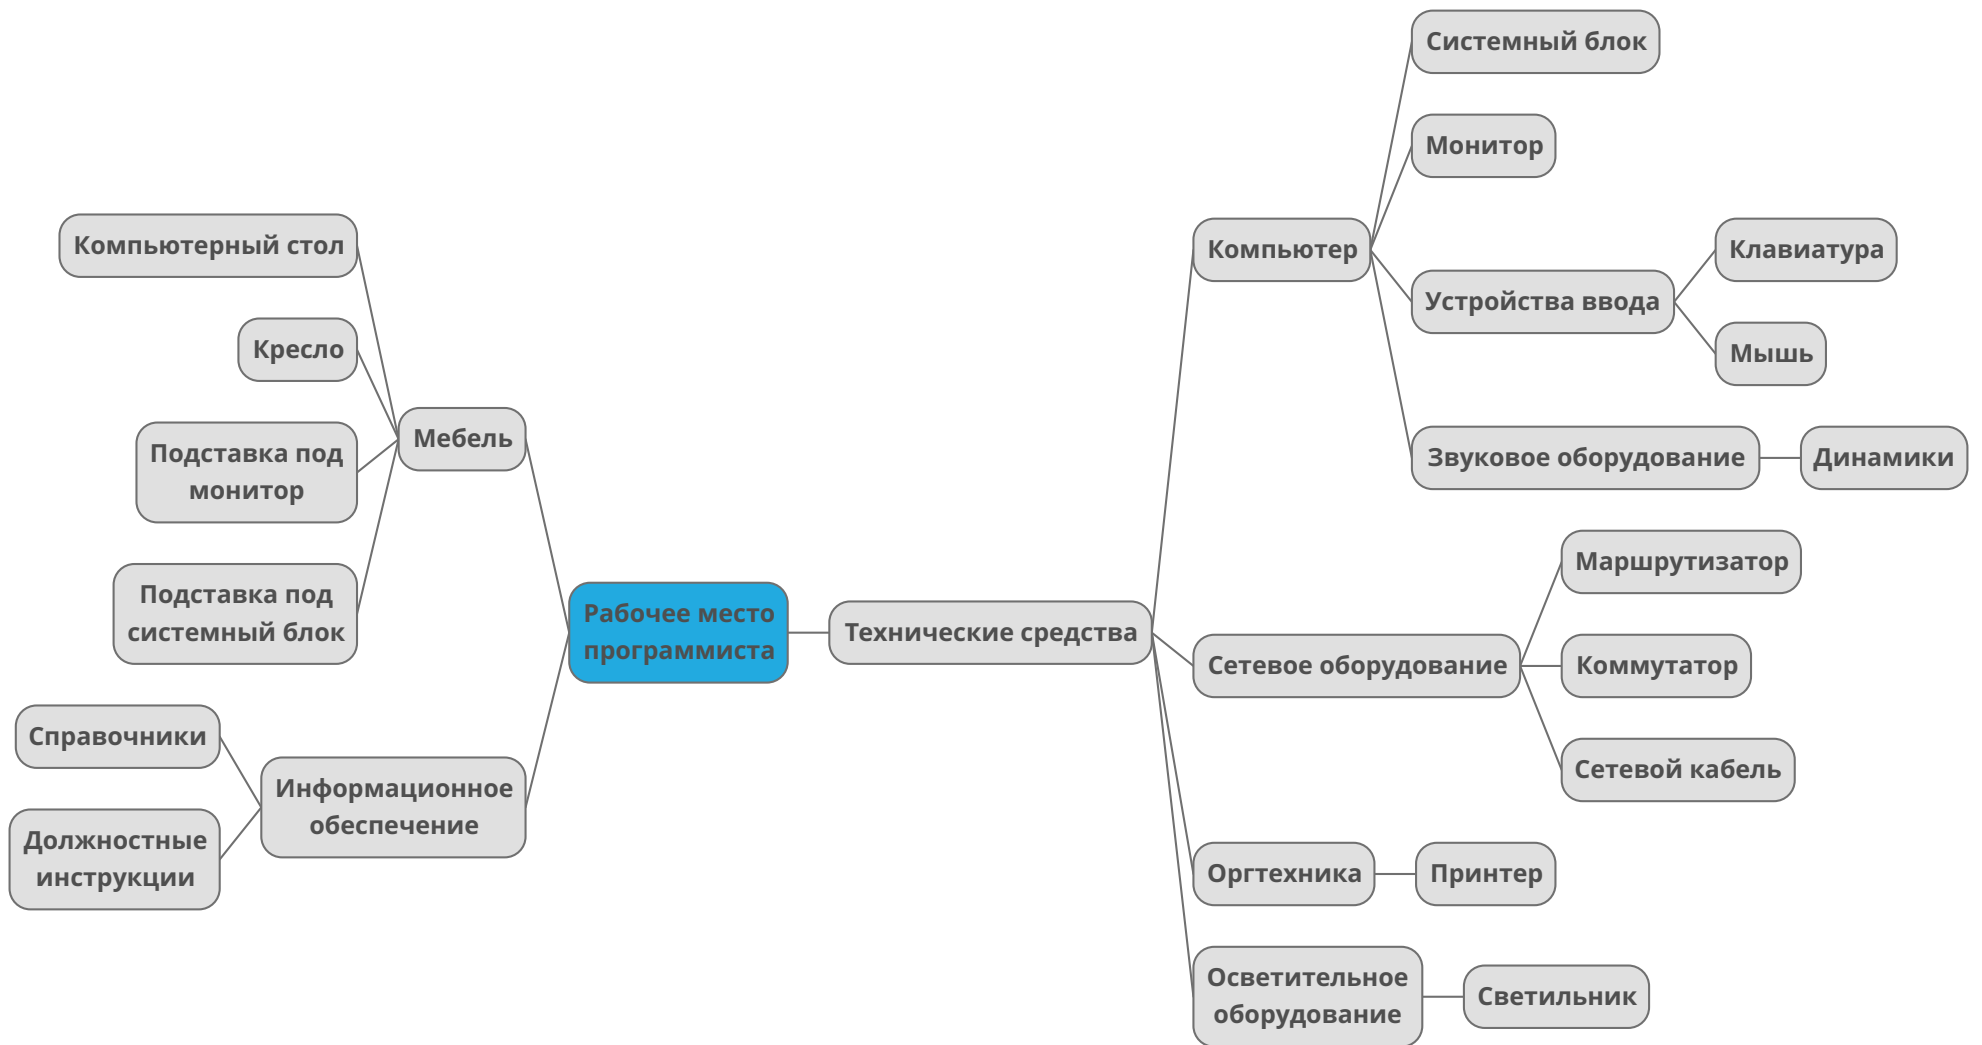 Рабочее место
программиста
Мебель
Компьютерный стол
Кресло
Подставка под
монитор
Подставка под
системный блок
Информационное
обеспечение
Справочники
Должностные
инструкции
Технические средства
Компьютер
Системный блок
Монитор
Устройства ввода
Клавиатура
Мышь
Звуковое оборудование
Динамики
Сетевое оборудование
Маршрутизатор
Коммутатор
Сетевой кабель
Оргтехника
Принтер
Осветительное
оборудование
Светильник